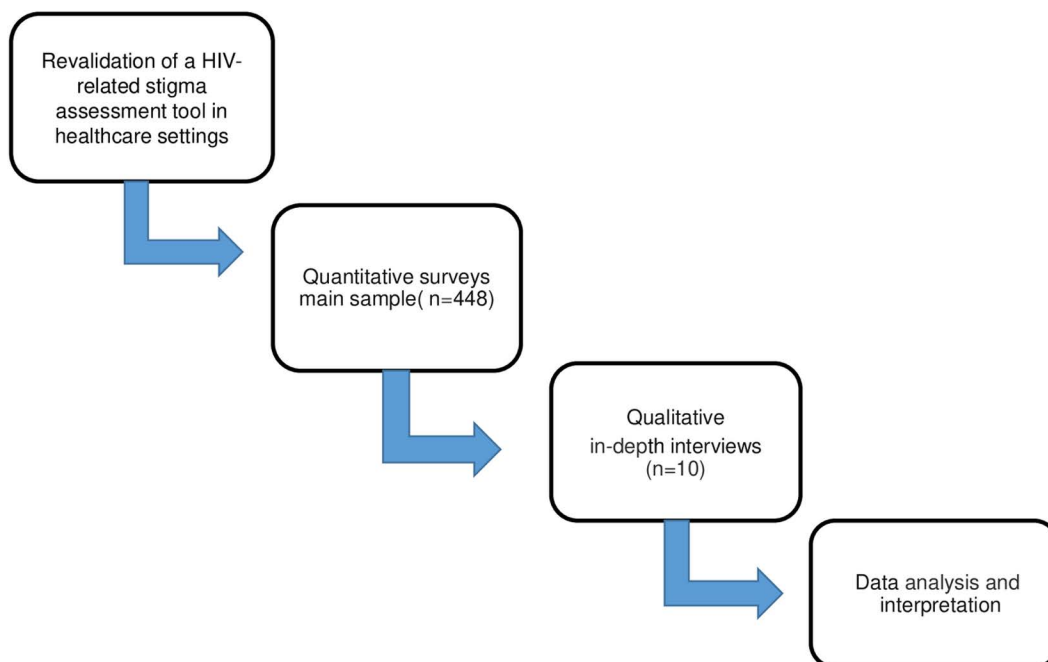 Revalidation of a HIV-
related stigma
assessment tool in
healthcare settings
Quantitative surveys
main sample( n=448)
Qualitative
in-depth interviews
(n=10)
Data analysis and
interpretation